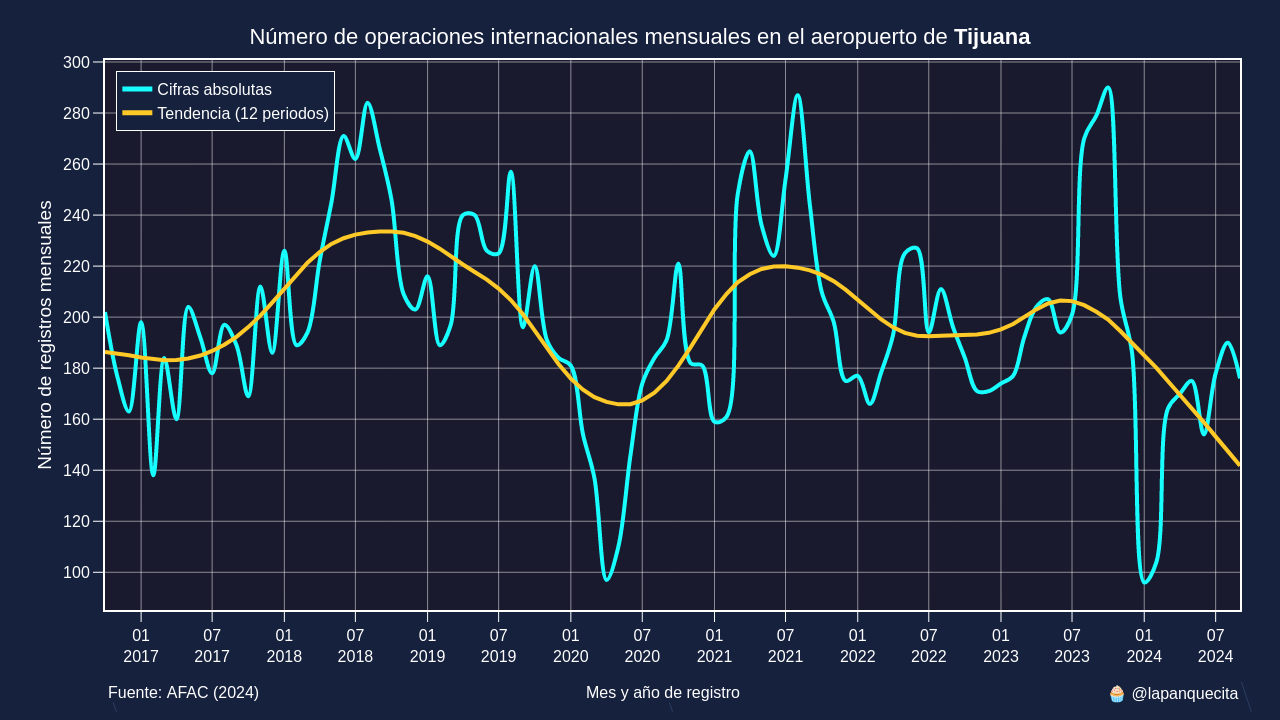 Número de operaciones internacionales mensuales en el aeropuerto de Tijuana
Cifras absolutas
Tendencia (12 periodos)
Número de registros mensuales
300
280
260
240
220
200
180
160
140
120
100
01 07 01 07 01 07 01 07 01 07 01 07 01 07 01 07
2017 2017 2018 2018 2019 2019 2020 2020 2021 2021 2022 2022 2023 2023 2024 2024
Fuente: AFAC (2024) Mes y año de registro 🧁 @lapanquecita